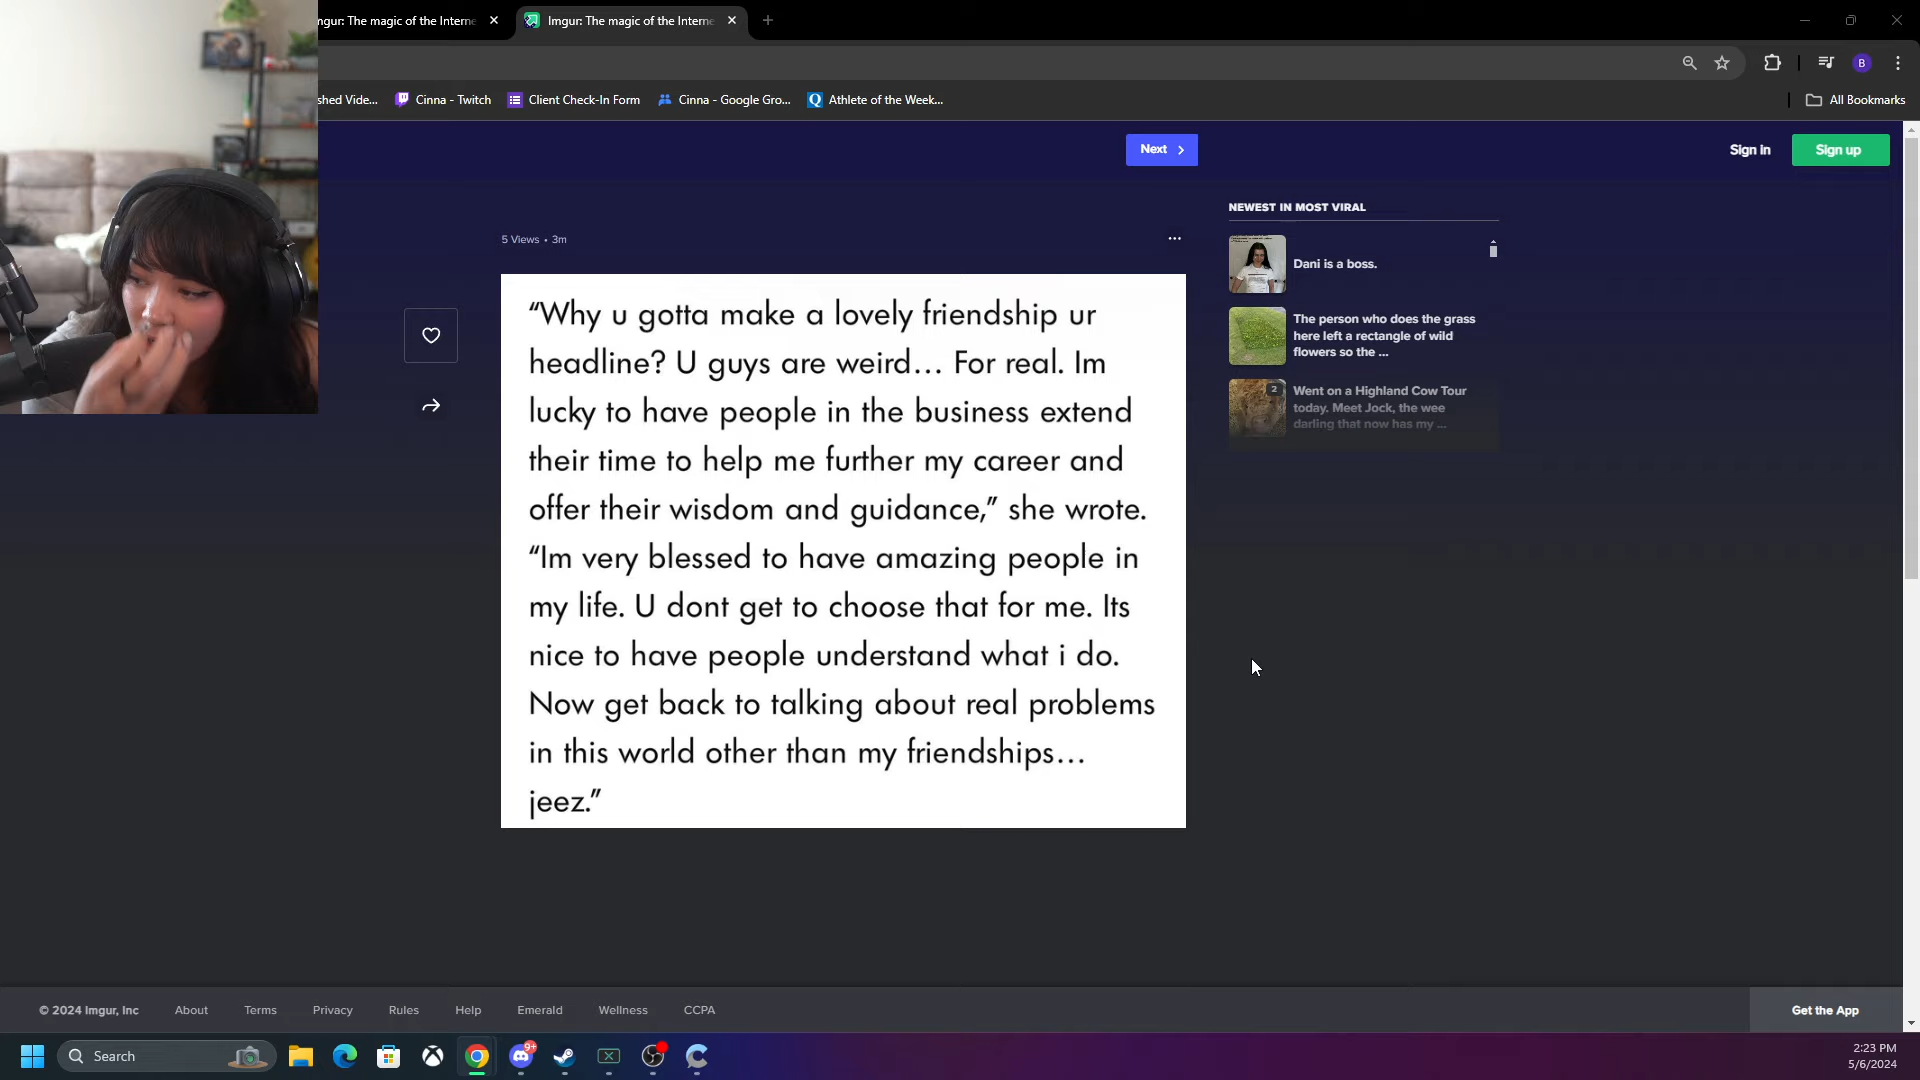 ngur: The magic of the Interne
Imgur: The magic of the Interne
B
shed Vide...
Cinna - Twitch
Client Check-In Form
Cinna - Google Gro...
Athlete of the Week...
All Bookmarks
Next
Sign in
Sign up
NEWEST IN MOST VIRAL
5 Views • 3m
Dani is a boss.
The person who does the grass
here left a rectangle of wild
flowers so the ...
2
Went on a Highland Cow Tour
today. Meet Jock, the wee
darling that now has my ...
“Why u gotta make a lovely friendship ur
headline? U guys are weird… For real. Im
lucky to have people in the business extend
their time to help me further my career and
offer their wisdom and guidance,” she wrote.
“Im very blessed to have amazing people in
my life. U dont get to choose that for me. Its
nice to have people understand what i do.
Now get back to talking about real problems
in this world other than my friendships…
jeez.”
© 2024 Imgur, Inc
About
Terms
Privacy
Rules
Help
Emerald
Wellness
CCPA
Get the App
Search
9+
2:23 PM
5/6/2024